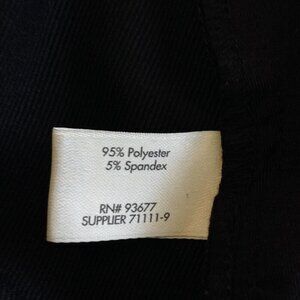 95% Polyester
5% Spandex
RN# 93677
SUPPLIER 71111-9